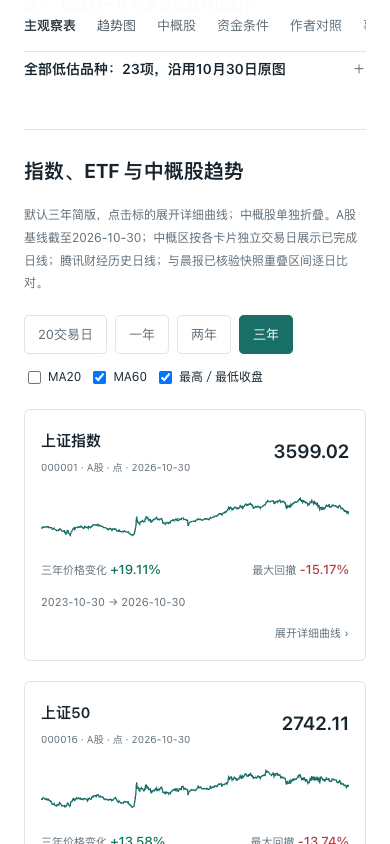 主观察表 趋势图 中概股 资金条件 作者对照
全部低估品种：23项，沿用10月30日原图 +
指数、ETF 与中概股趋势
默认三年简版，点击标的展开详细曲线；中概股单独折叠。A股
基线截至2026-10-30；中概区按各卡片独立交易日展示已完成
日线；腾讯财经历史日线；与晨报已核验快照重叠区间逐日比
对。
20交易日 一年 两年 三年
MA20 MA60 最高 / 最低收盘
上证指数 3599.02
000001 · A股 · 点 · 2026-10-30
三年价格变化 +19.11% 最大回撤 -15.17%
2023-10-30 → 2026-10-30
展开详细曲线 ›
上证50 2742.11
000016 · A股 · 点 · 2026-10-30
三年价格变化 +13.58% 最大回撤 -13.74%